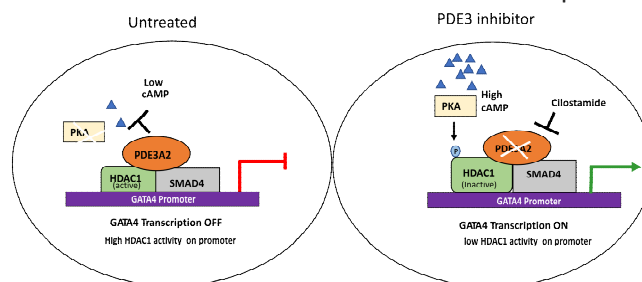 Untreated
PDE3 inhibitor
Low
cAMP
PKA
PDE3A2
HDAC1
(active)
SMAD4
GATA4 Promoter
GATA4 Transcription OFF
High HDAC1 activity on promoter
High
cAMP
PKA
Cilostamide
P
PDE3A2
HDAC1
(Inactive)
SMAD4
GATA4 Promoter
GATA4 Transcription ON
low HDAC1 activity on promoter